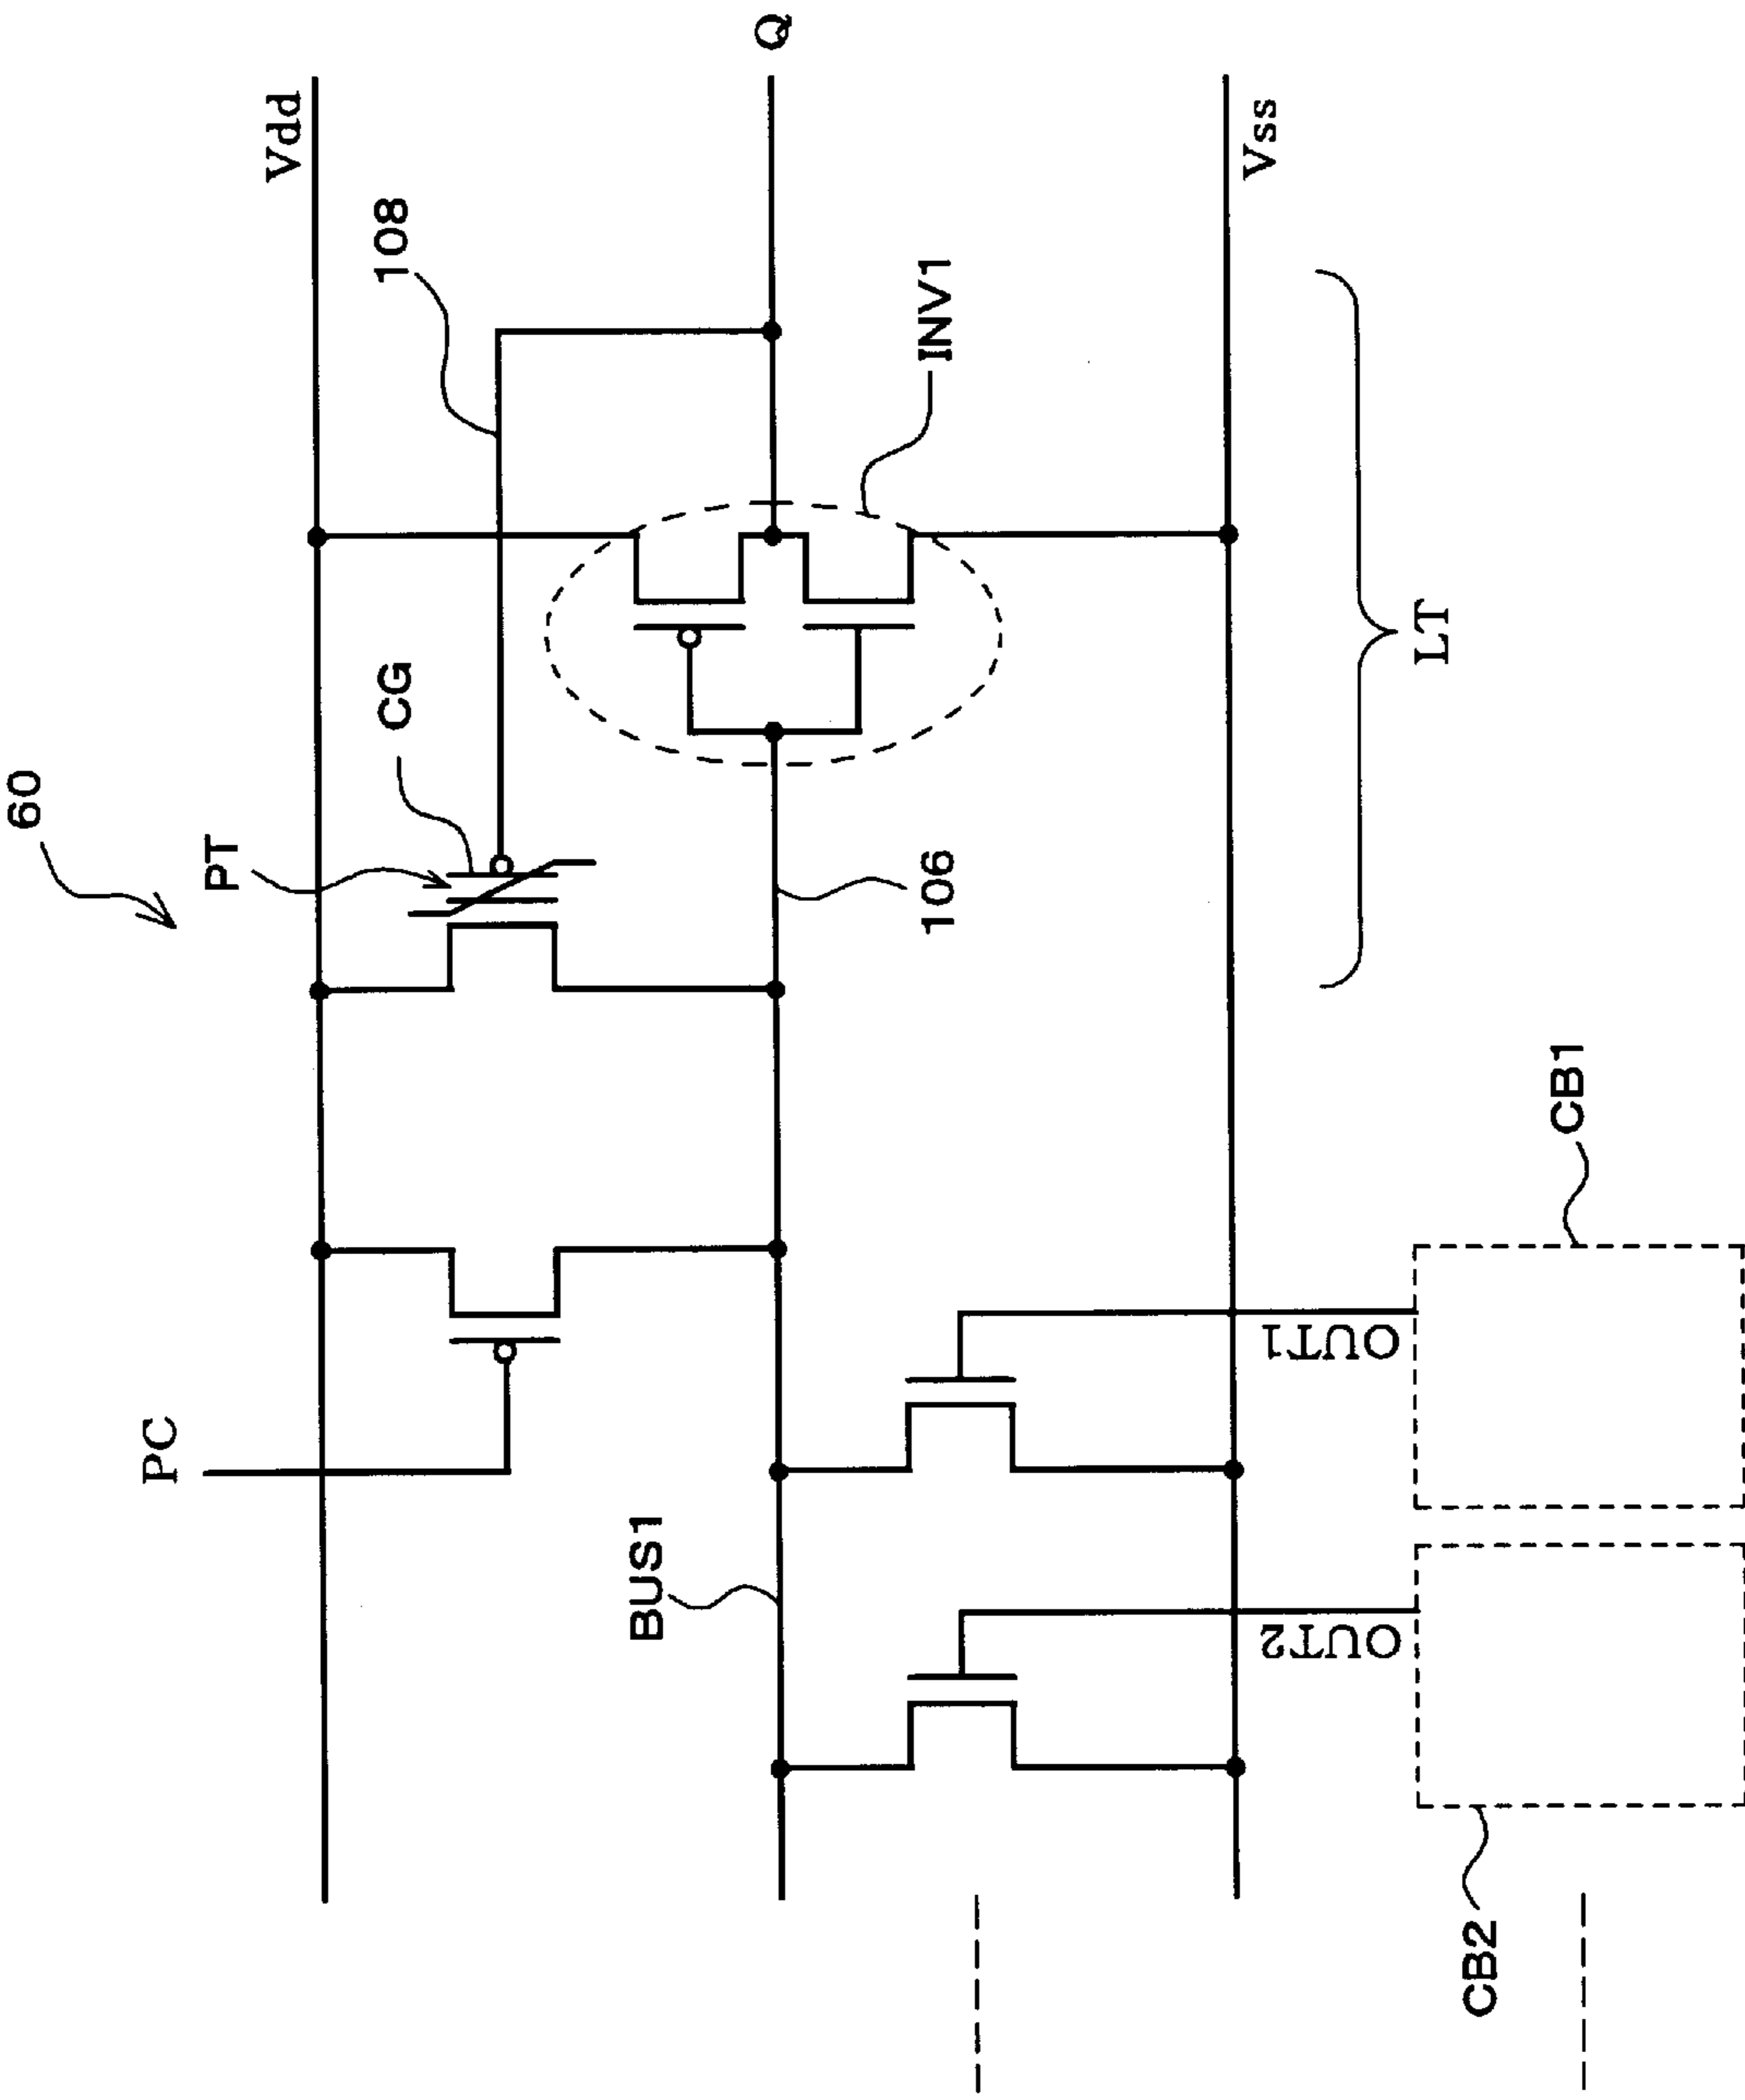 60
PC
PT
CG
108
Vdd
Q
BUS1
106
INV1
Vss
OUT2
OUT1
LT
CB2
CB1